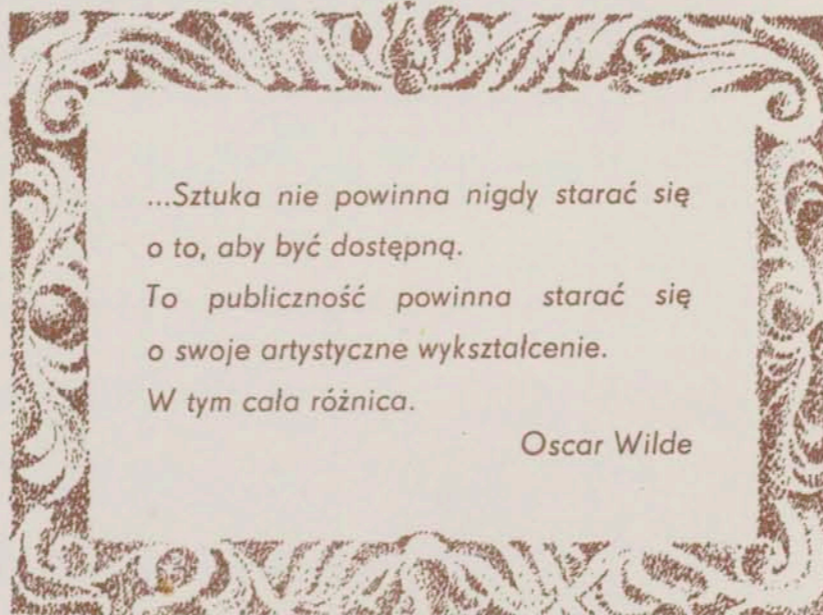 ...Sztuka nie powinna nigdy starać się
o to, aby być dostępną.
To publiczność powinna starać się
o swoje artystyczne wykształcenie.
W tym cała różnica.
Oscar Wilde